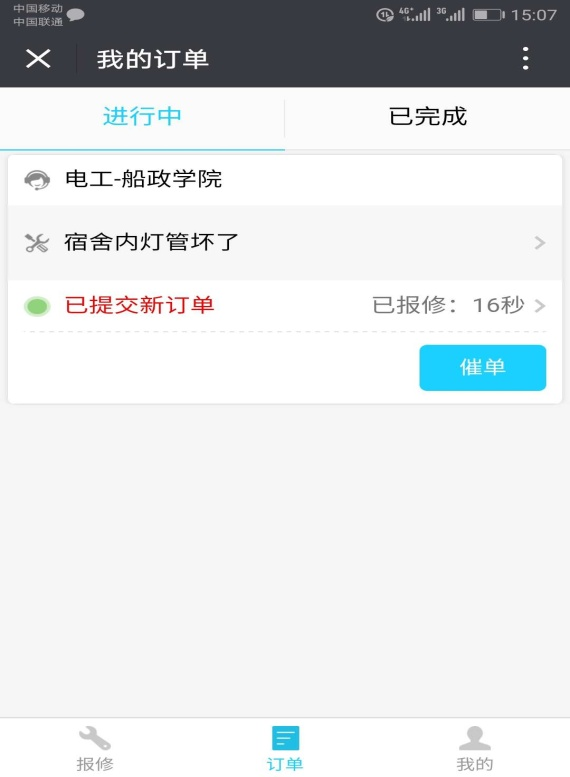 中国移动
中国联通
4G+ 3G 15:07
我的订单
进行中 已完成
电工-船政学院
宿舍内灯管坏了
已提交新订单 已报修：16秒
催单
报修 订单 我的